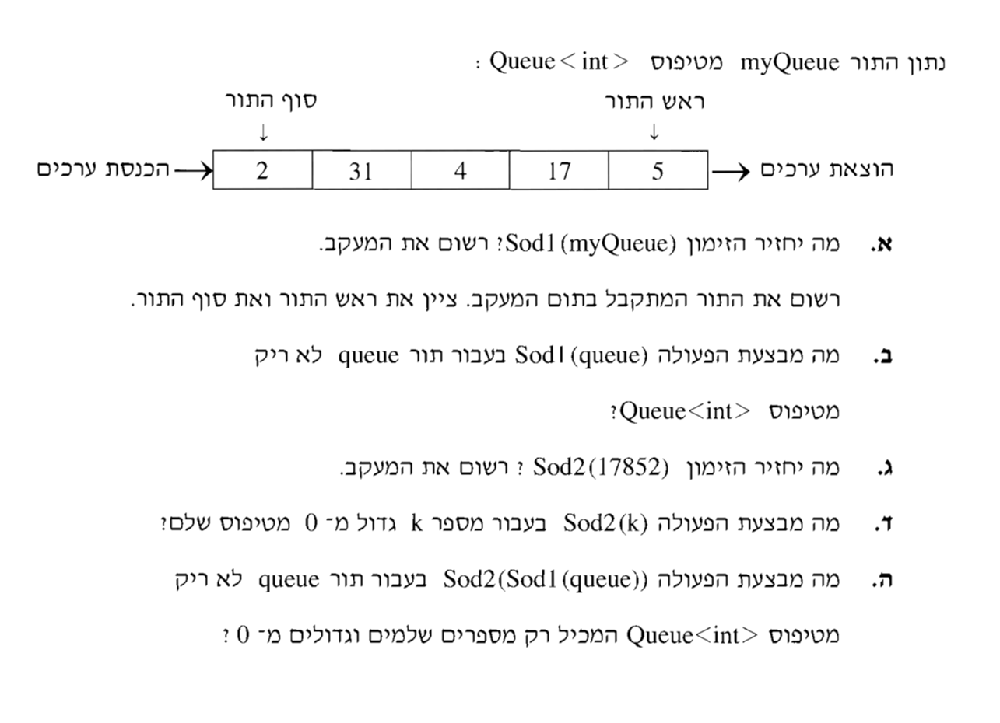 נתון התור myQueue מטיפוס Queue<int> :
ראש התור סוף התור
↓ ↓
הכנסת ערכים → 2 31 4 17 5 → הוצאת ערכים
א. מה יחזיר הזימון Sod1(myQueue)? רשום את המעקב.
רשום את התור המתקבל בתום המעקב. ציין את ראש התור ואת סוף התור.
ב. מה מבצעת הפעולה Sod1(queue) בעבור תור queue לא ריק
מטיפוס Queue<int>?
ג. מה יחזיר הזימון Sod2(17852) ? רשום את המעקב.
ד. מה מבצעת הפעולה Sod2(k) בעבור מספר k גדול מ־ 0 מטיפוס שלם?
ה. מה מבצעת הפעולה Sod2(Sod1(queue)) בעבור תור queue לא ריק
מטיפוס Queue<int> המכיל רק מספרים שלמים וגדולים מ־ 0 ?